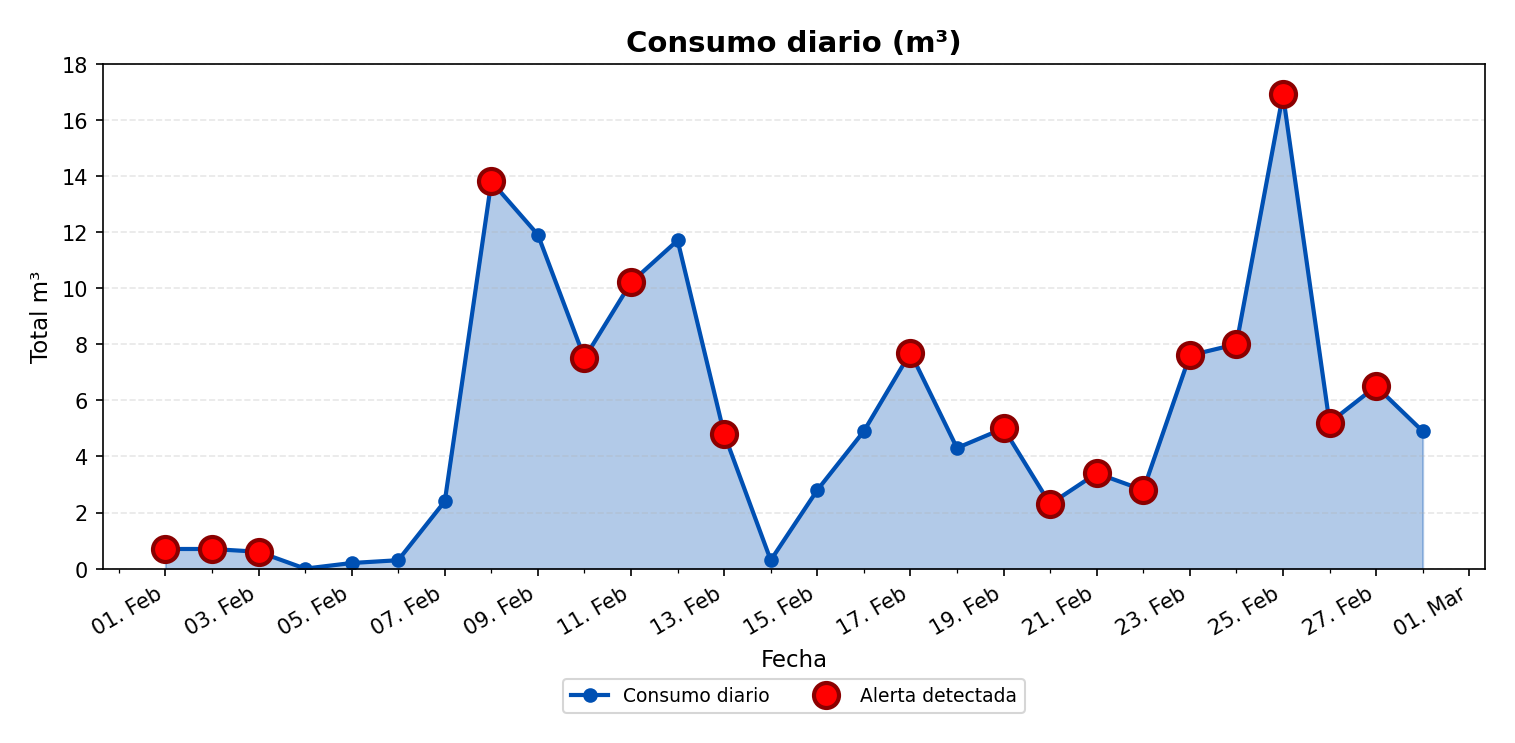 Consumo diario (m³)
Total m³
18
16
14
12
10
8
6
4
2
0
01. Feb
03. Feb
05. Feb
07. Feb
09. Feb
11. Feb
13. Feb
15. Feb
17. Feb
19. Feb
21. Feb
23. Feb
25. Feb
27. Feb
01. Mar
Fecha
Consumo diario
Alerta detectada